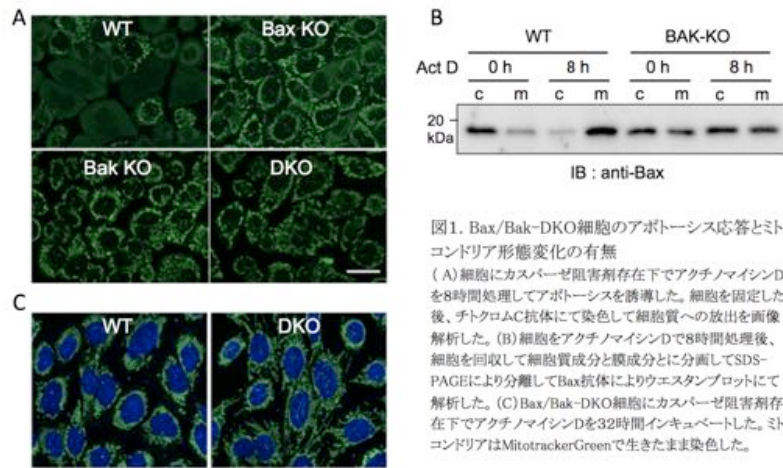 A
WT
Bax KO
Bak KO
DKO
B
WT
BAK-KO
Act D
0 h
8 h
0 h
8 h
c
m
c
m
c
m
c
m
20
kDa
IB : anti-Bax
C
WT
DKO
図1. Bax/Bak-DKO細胞のアポトーシス応答とミト
コンドリア形態変化の有無
(A)細胞にカスパーゼ阻害剤存在下でアクチノマイシンD
を8時間処理してアポトーシスを誘導した。細胞を固定した
後、チトクロムC抗体にて染色して細胞質への放出を画像
解析した。(B)細胞をアクチノマイシンDで8時間処理後、
細胞を回収して細胞質成分と膜成分とに分画してSDS-
PAGEにより分離してBax抗体によりウエスタンブロットにて
解析した。(C)Bax/Bak-DKO細胞にカスパーゼ阻害剤存
在下でアクチノマイシンDを32時間インキュベートした。ミト
コンドリアはMitotrackerGreenで生きたまま染色した。